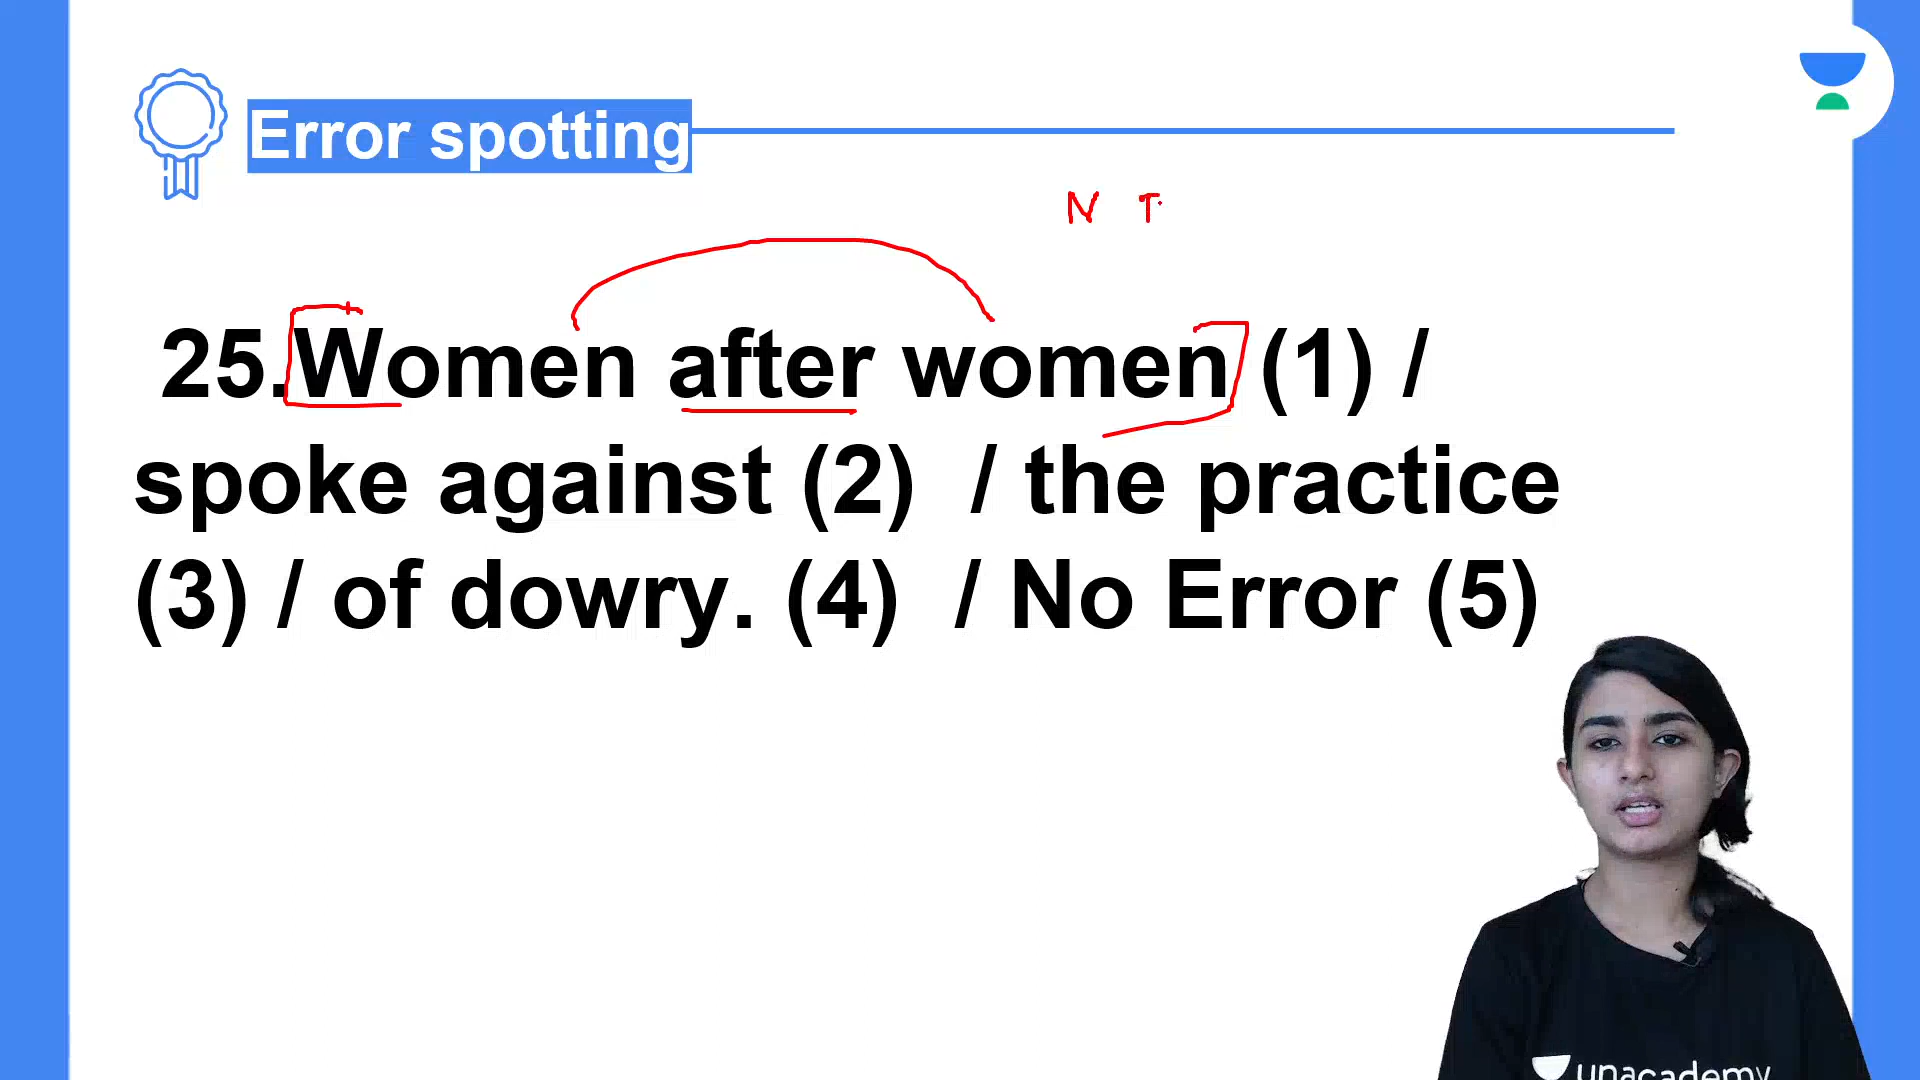 Error spotting
N T
25.Women after women (1) /
spoke against (2) / the practice
(3) / of dowry. (4) / No Error (5)
unacademy